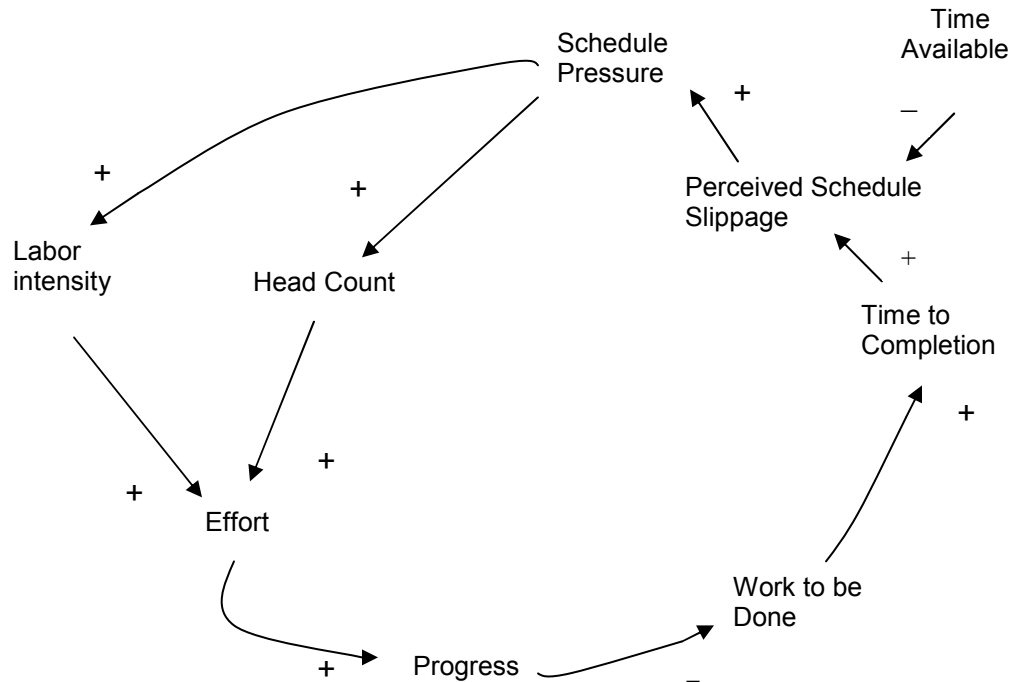 Time
Available
Schedule
Pressure
+
–
+
+
Perceived Schedule
Slippage
Labor
intensity
Head Count
+
Time to
Completion
+
+
+
Effort
Work to be
Done
+
Progress
–